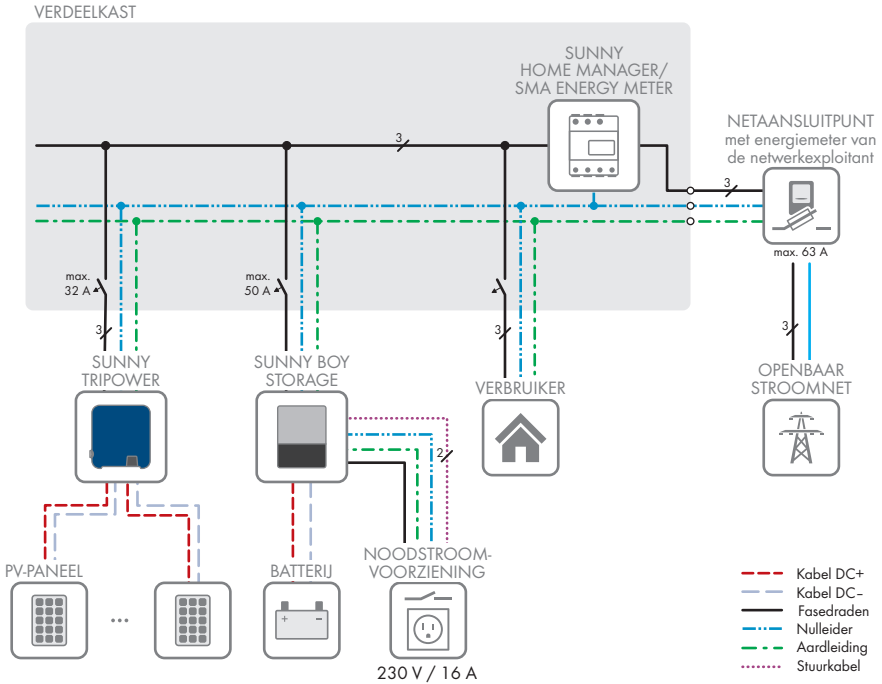 VERDEELKAST
SUNNY
HOME MANAGER/
SMA ENERGY METER
NETAANSLUITPUNT
met energiemeter van
de netwerkexploitant
3
3
max. 63 A
max.
32 A
max.
50 A
3
3
3
SUNNY
TRIPOWER
SUNNY BOY
STORAGE
VERBRUIKER
OPENBAAR
STROOMNET
2
PV-PANEEL
...
BATTERIJ
+ -
NOODSTROOM-
VOORZIENING
230 V / 16 A
Kabel DC+
Kabel DC–
Fasedraden
Nulleider
Aardleiding
Stuurkabel